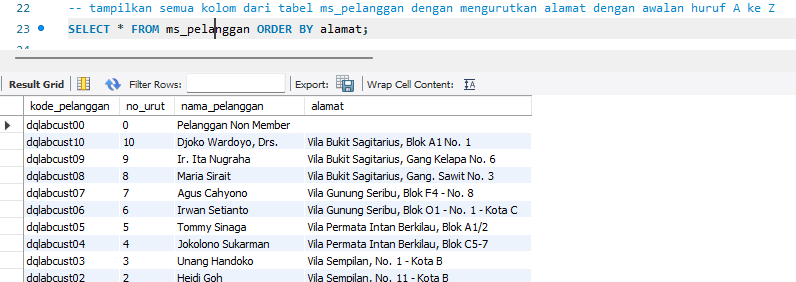 22 -- tampilkan semua kolom dari tabel ms_pelanggan dengan mengurutkan alamat dengan awalan huruf A ke Z
23 SELECT * FROM ms_pelanggan ORDER BY alamat;
24
Result Grid Filter Rows: Export: Wrap Cell Content:
kode_pelanggan no_urut nama_pelanggan alamat
dqlabcust00 0 Pelanggan Non Member
dqlabcust10 10 Djoko Wardoyo, Drs. Vila Bukit Sagitarius, Blok A1 No. 1
dqlabcust09 9 Ir. Ita Nugraha Vila Bukit Sagitarius, Gang Kelapa No. 6
dqlabcust08 8 Maria Sirait Vila Bukit Sagitarius, Gang. Sawit No. 3
dqlabcust07 7 Agus Cahyono Vila Gunung Seribu, Blok F4 - No. 8
dqlabcust06 6 Irwan Setianto Vila Gunung Seribu, Blok O1 - No. 1 - Kota C
dqlabcust05 5 Tommy Sinaga Vila Permata Intan Berkilau, Blok A1/2
dqlabcust04 4 Jokolono Sukarman Vila Permata Intan Berkilau, Blok C5-7
dqlabcust03 3 Unang Handoko Vila Sempilan, No. 1 - Kota B
dqlabcust02 2 Heidi Goh Vila Sempilan, No. 11 - Kota B